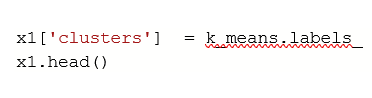 x1['clusters']  = k_means.labels_
x1.head()